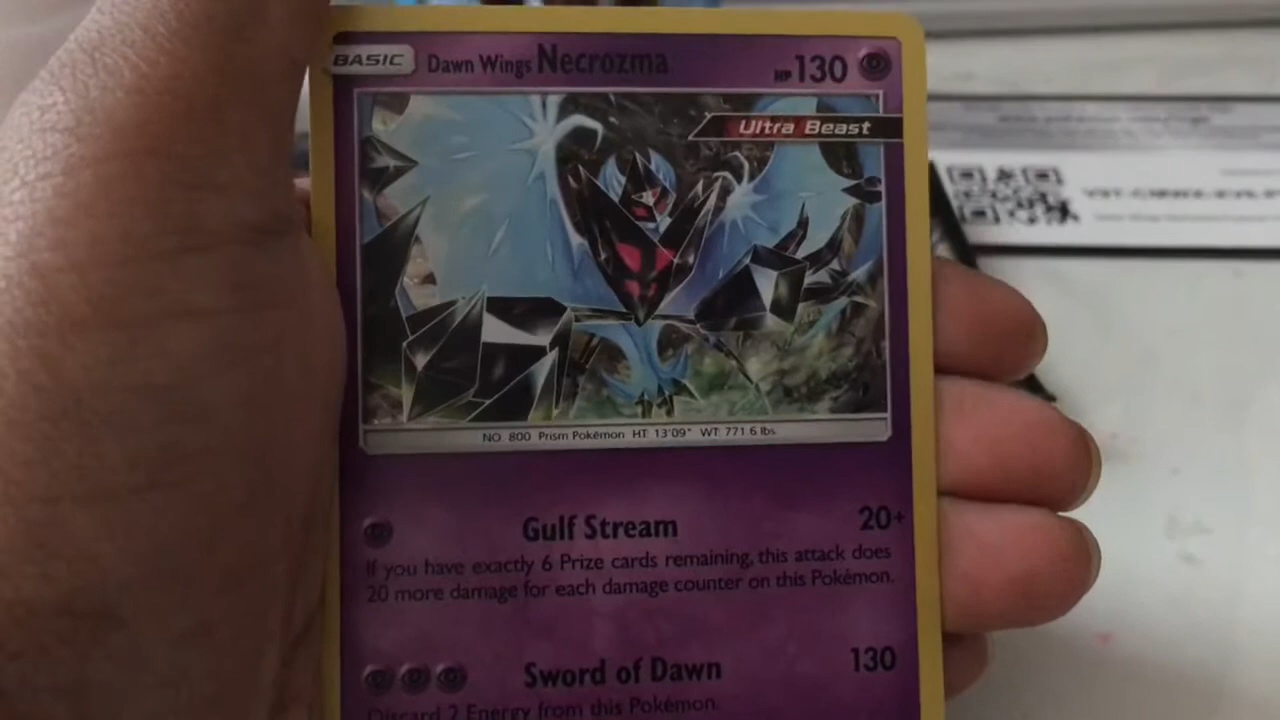 BASIC Dawn Wings Necrozma HP 130
Ultra Beast
NO. 800 Prism Pokémon HT: 13'09" WT: 771.6 lbs.
Gulf Stream 20+
If you have exactly 6 Prize cards remaining, this attack does
20 more damage for each damage counter on this Pokémon.
Sword of Dawn 130
Discard 2 Energy from this Pokémon.